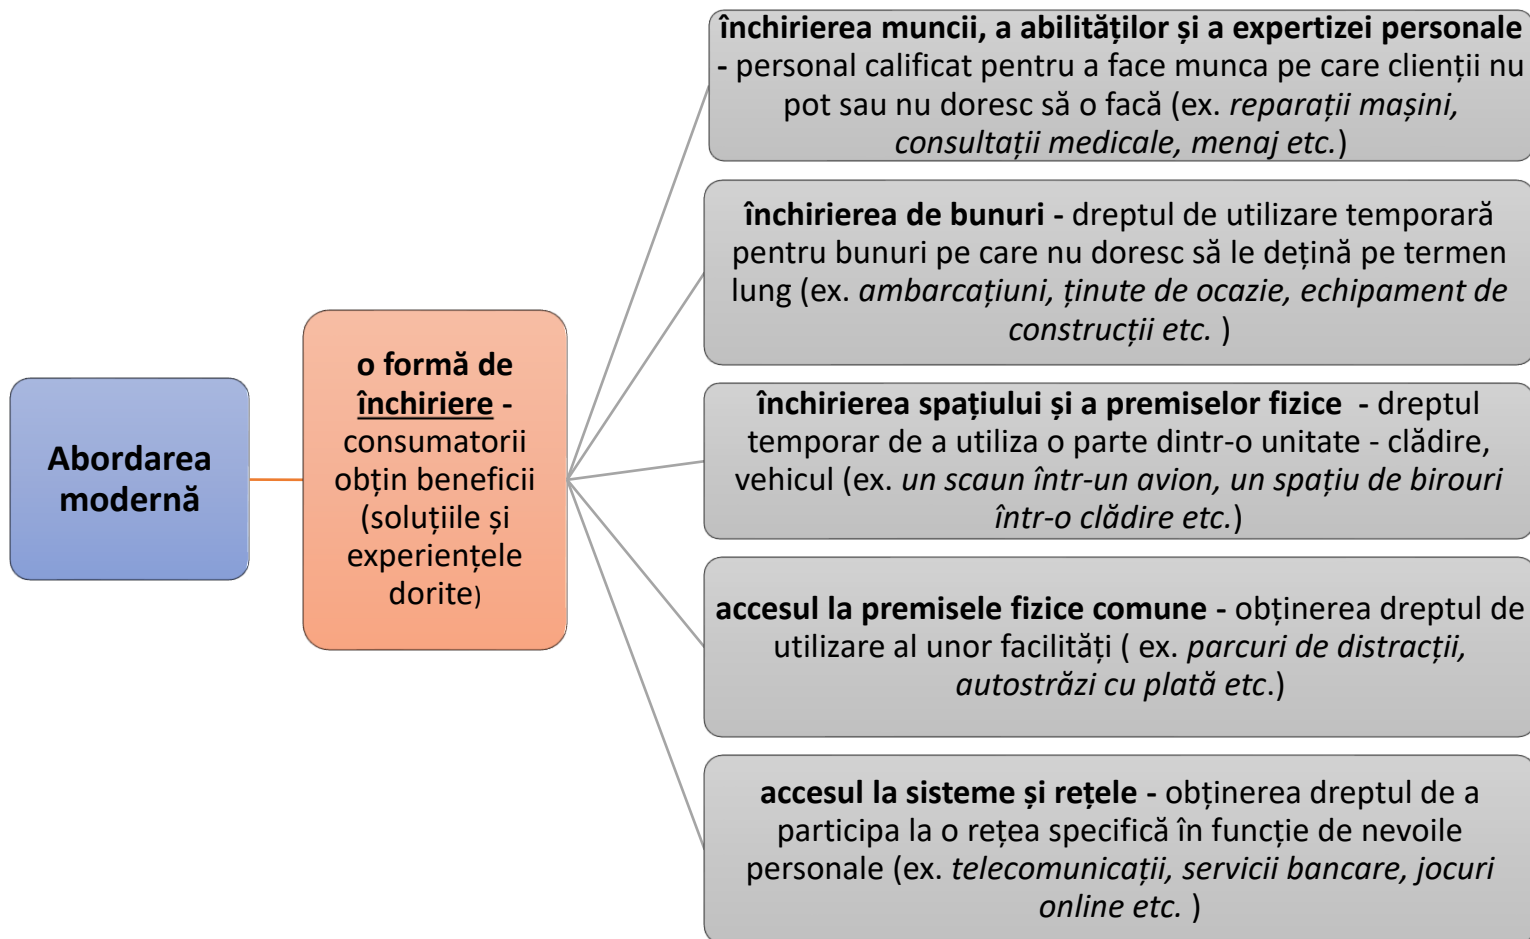 Abordarea
modernă
o formă de
închiriere -
consumatorii
obțin beneficii
(soluțiile și
experiențele
dorite)
închirierea muncii, a abilităților și a expertizei personale
- personal calificat pentru a face munca pe care clienții nu
pot sau nu doresc să o facă (ex. reparații mașini,
consultații medicale, menaj etc.)
închirierea de bunuri - dreptul de utilizare temporară
pentru bunuri pe care nu doresc să le dețină pe termen
lung (ex. ambarcațiuni, ținute de ocazie, echipament de
construcții etc. )
închirierea spațiului și a premiselor fizice - dreptul
temporar de a utiliza o parte dintr-o unitate - clădire,
vehicul (ex. un scaun într-un avion, un spațiu de birouri
într-o clădire etc.)
accesul la premisele fizice comune - obținerea dreptul de
utilizare al unor facilități ( ex. parcuri de distracții,
autostrăzi cu plată etc.)
accesul la sisteme și rețele - obținerea dreptul de a
participa la o rețea specifică în funcție de nevoile
personale (ex. telecomunicații, servicii bancare, jocuri
online etc. )